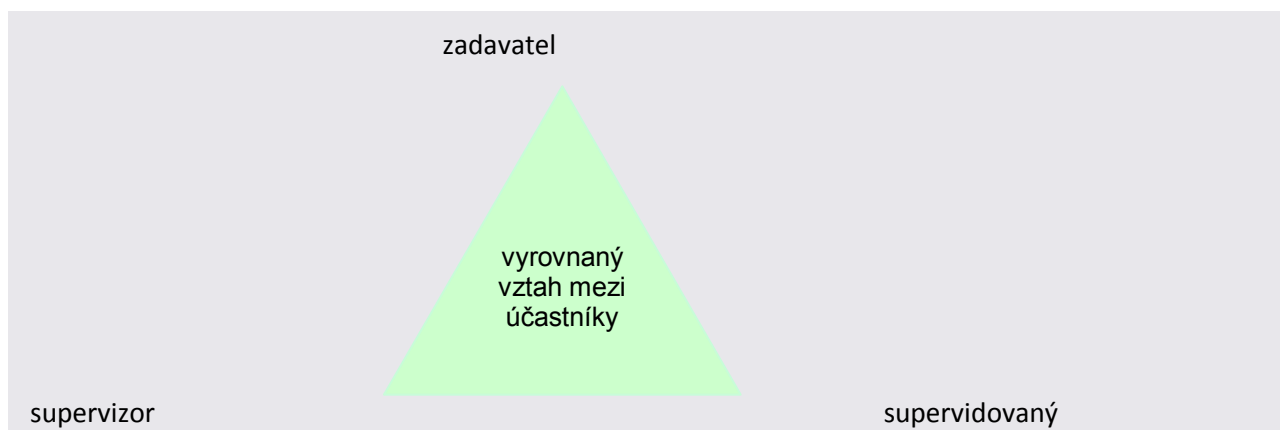 zadavatel
vyrovnaný
vztah mezi
účastníky
supervizor
supervidovaný